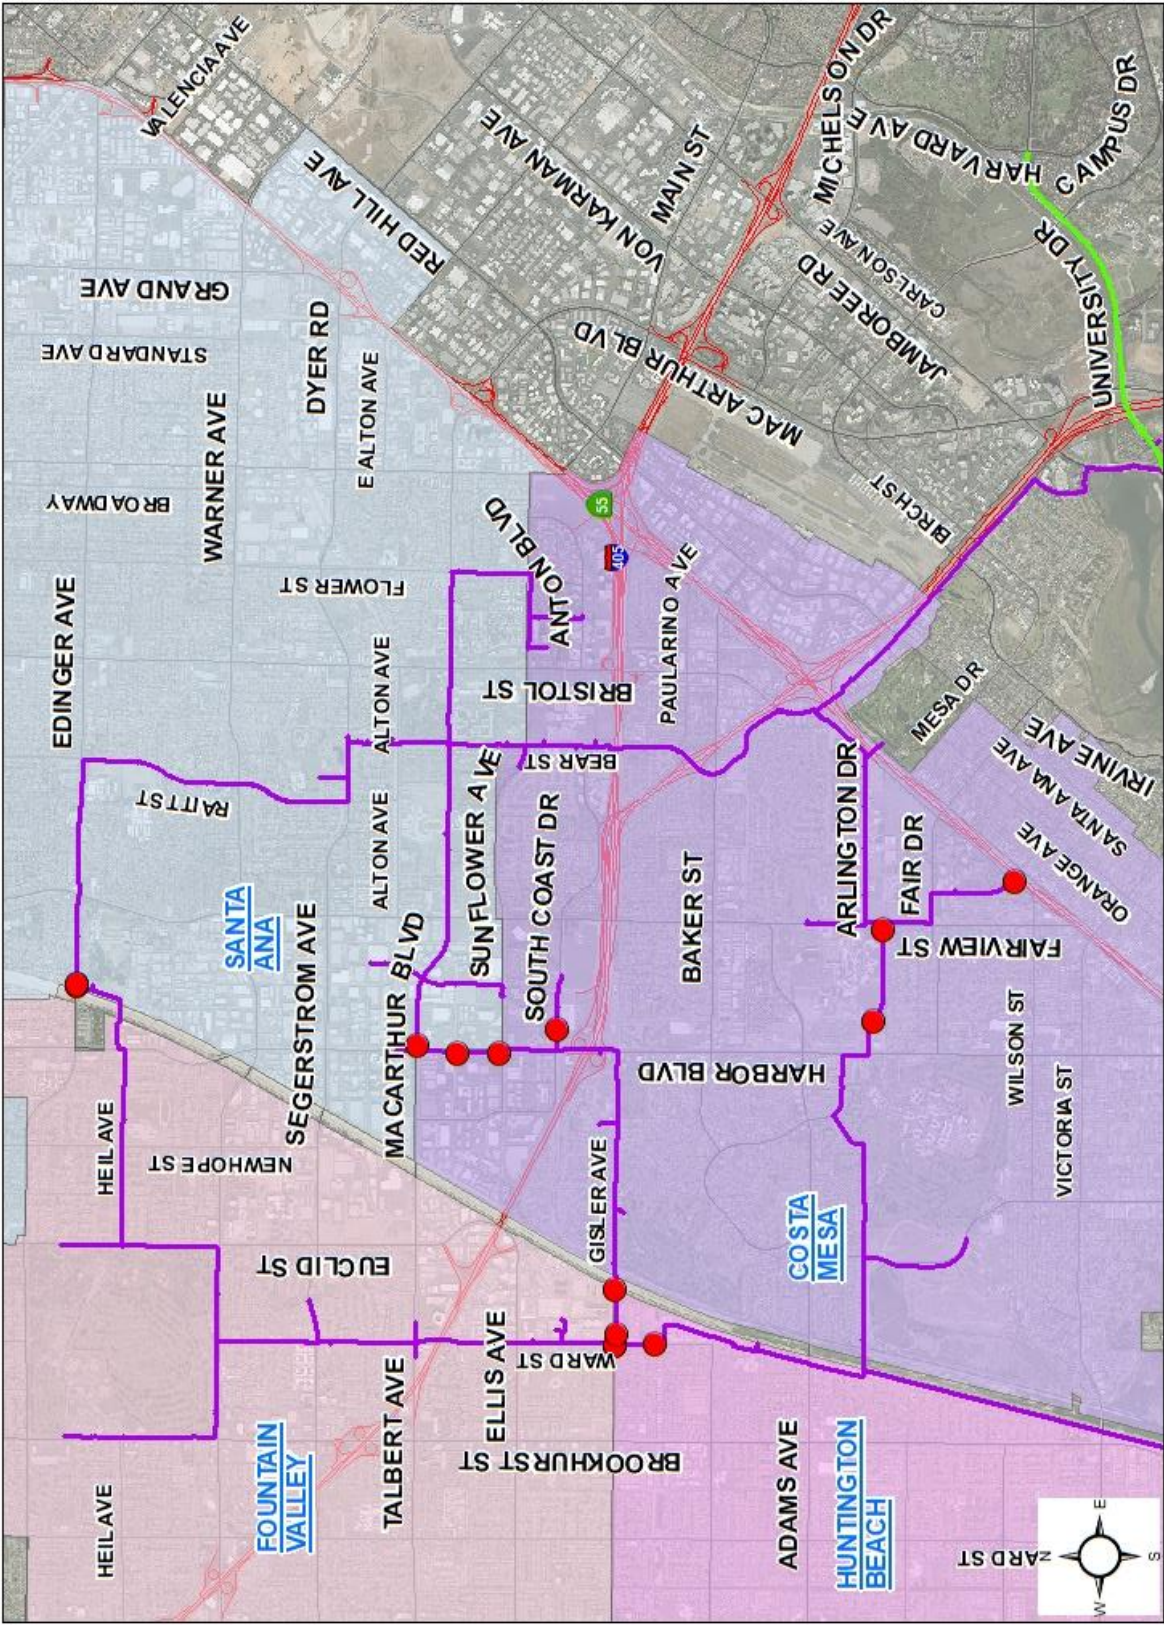 VALENCIA AVE
RED HILL AVE
GRAND AVE
STANDARD AVE
DYER RD
WARNER AVE
E ALTON AVE
BROADWAY
VON KARMAN AVE
MAIN ST
MICHELSON DR
HARVARD AVE
CAMPUS DR
CARLSON AVE
JAMBOREE RD
UNIVERSITY DR
MAC ARTHUR BLVD
BIRCH ST
55
405
ANTON BLVD
FLOWER ST
EDINGER AVE
ALTON AVE
BRISTOL ST
PAULARINO AVE
MESA DR
IRVINE AVE
SANTA ANA AVE
ORANGE AVE
RAITT ST
ALTON AVE
BEAR ST
SUNFLOWER AVE
SOUTH COAST DR
BAKER ST
ARLINGTON DR
FAIR DR
FAIRVIEW ST
SANTA
ANA
SEGERSTROM AVE
MACARTHUR BLVD
HARBOR BLVD
WILSON ST
VICTORIA ST
HEIL AVE
NEWHOPE ST
GISLER AVE
COSTA
MESA
EUCLID ST
ELLIS AVE
WARD ST
TALBERT AVE
BROOKHURST ST
FOUNTAIN
VALLEY
HEIL AVE
ADAMS AVE
HUNTINGTON
BEACH
ARD ST
N
W
E
S